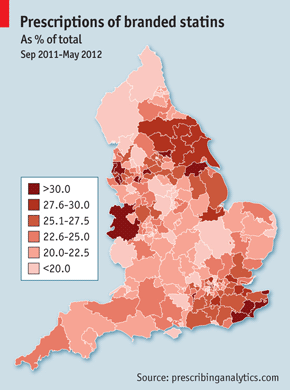 Prescriptions of branded statins
As % of total
Sep 2011-May 2012
>30.0
27.6-30.0
25.1-27.5
22.6-25.0
20.0-22.5
<20.0
Source: prescribinganalytics.com